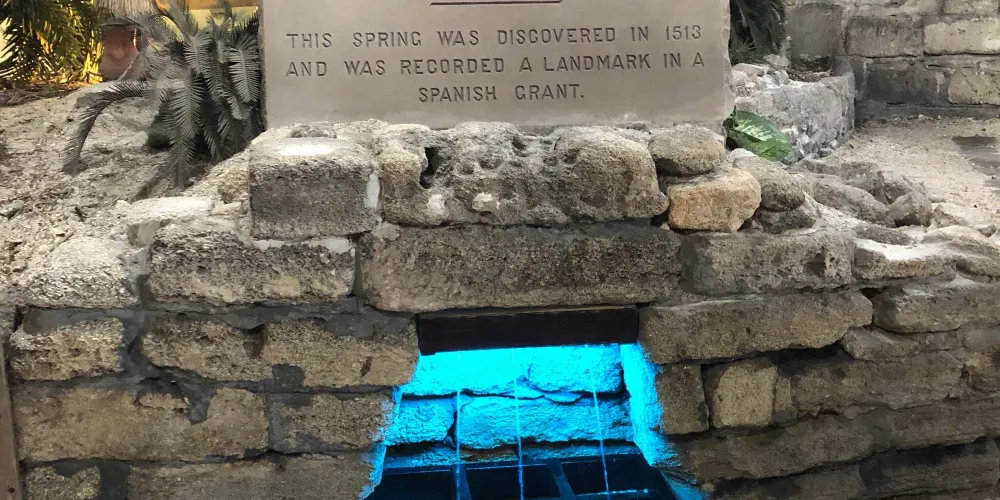 THIS SPRING WAS DISCOVERED IN 1513
AND WAS RECORDED A LANDMARK IN A
SPANISH GRANT.